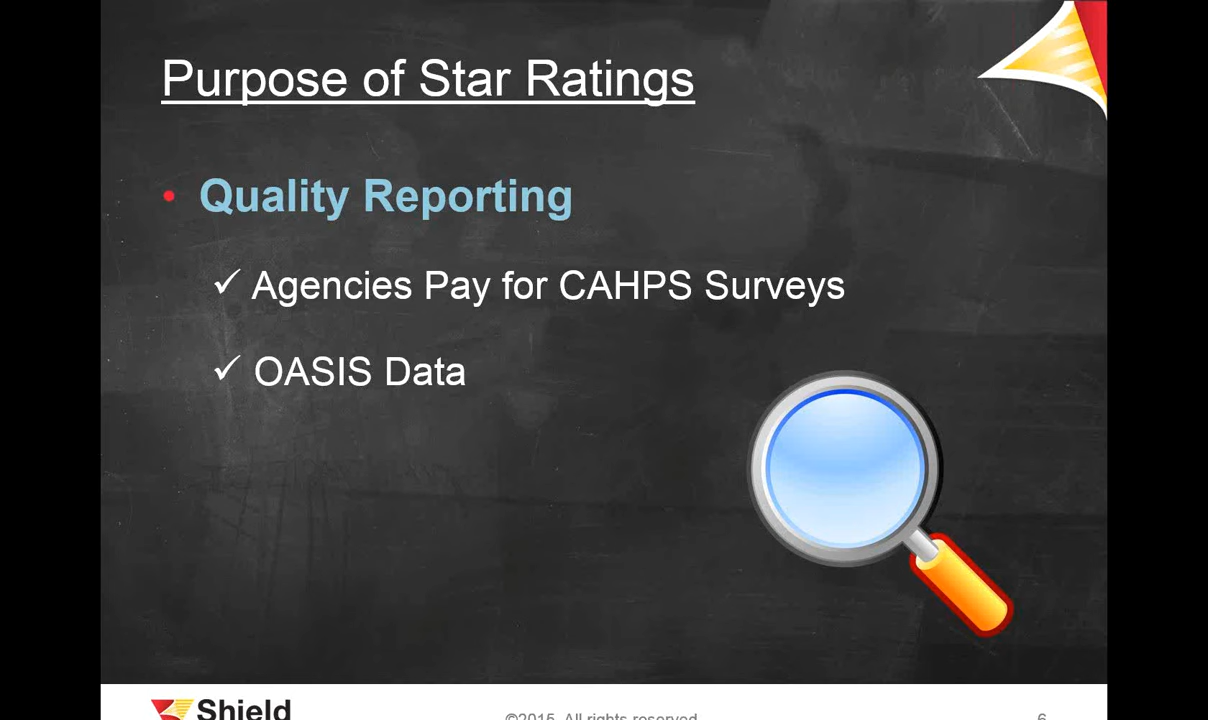 Purpose of Star Ratings
• Quality Reporting
✓ Agencies Pay for CAHPS Surveys
✓ OASIS Data
Shield
©2015, All rights reserved.
6